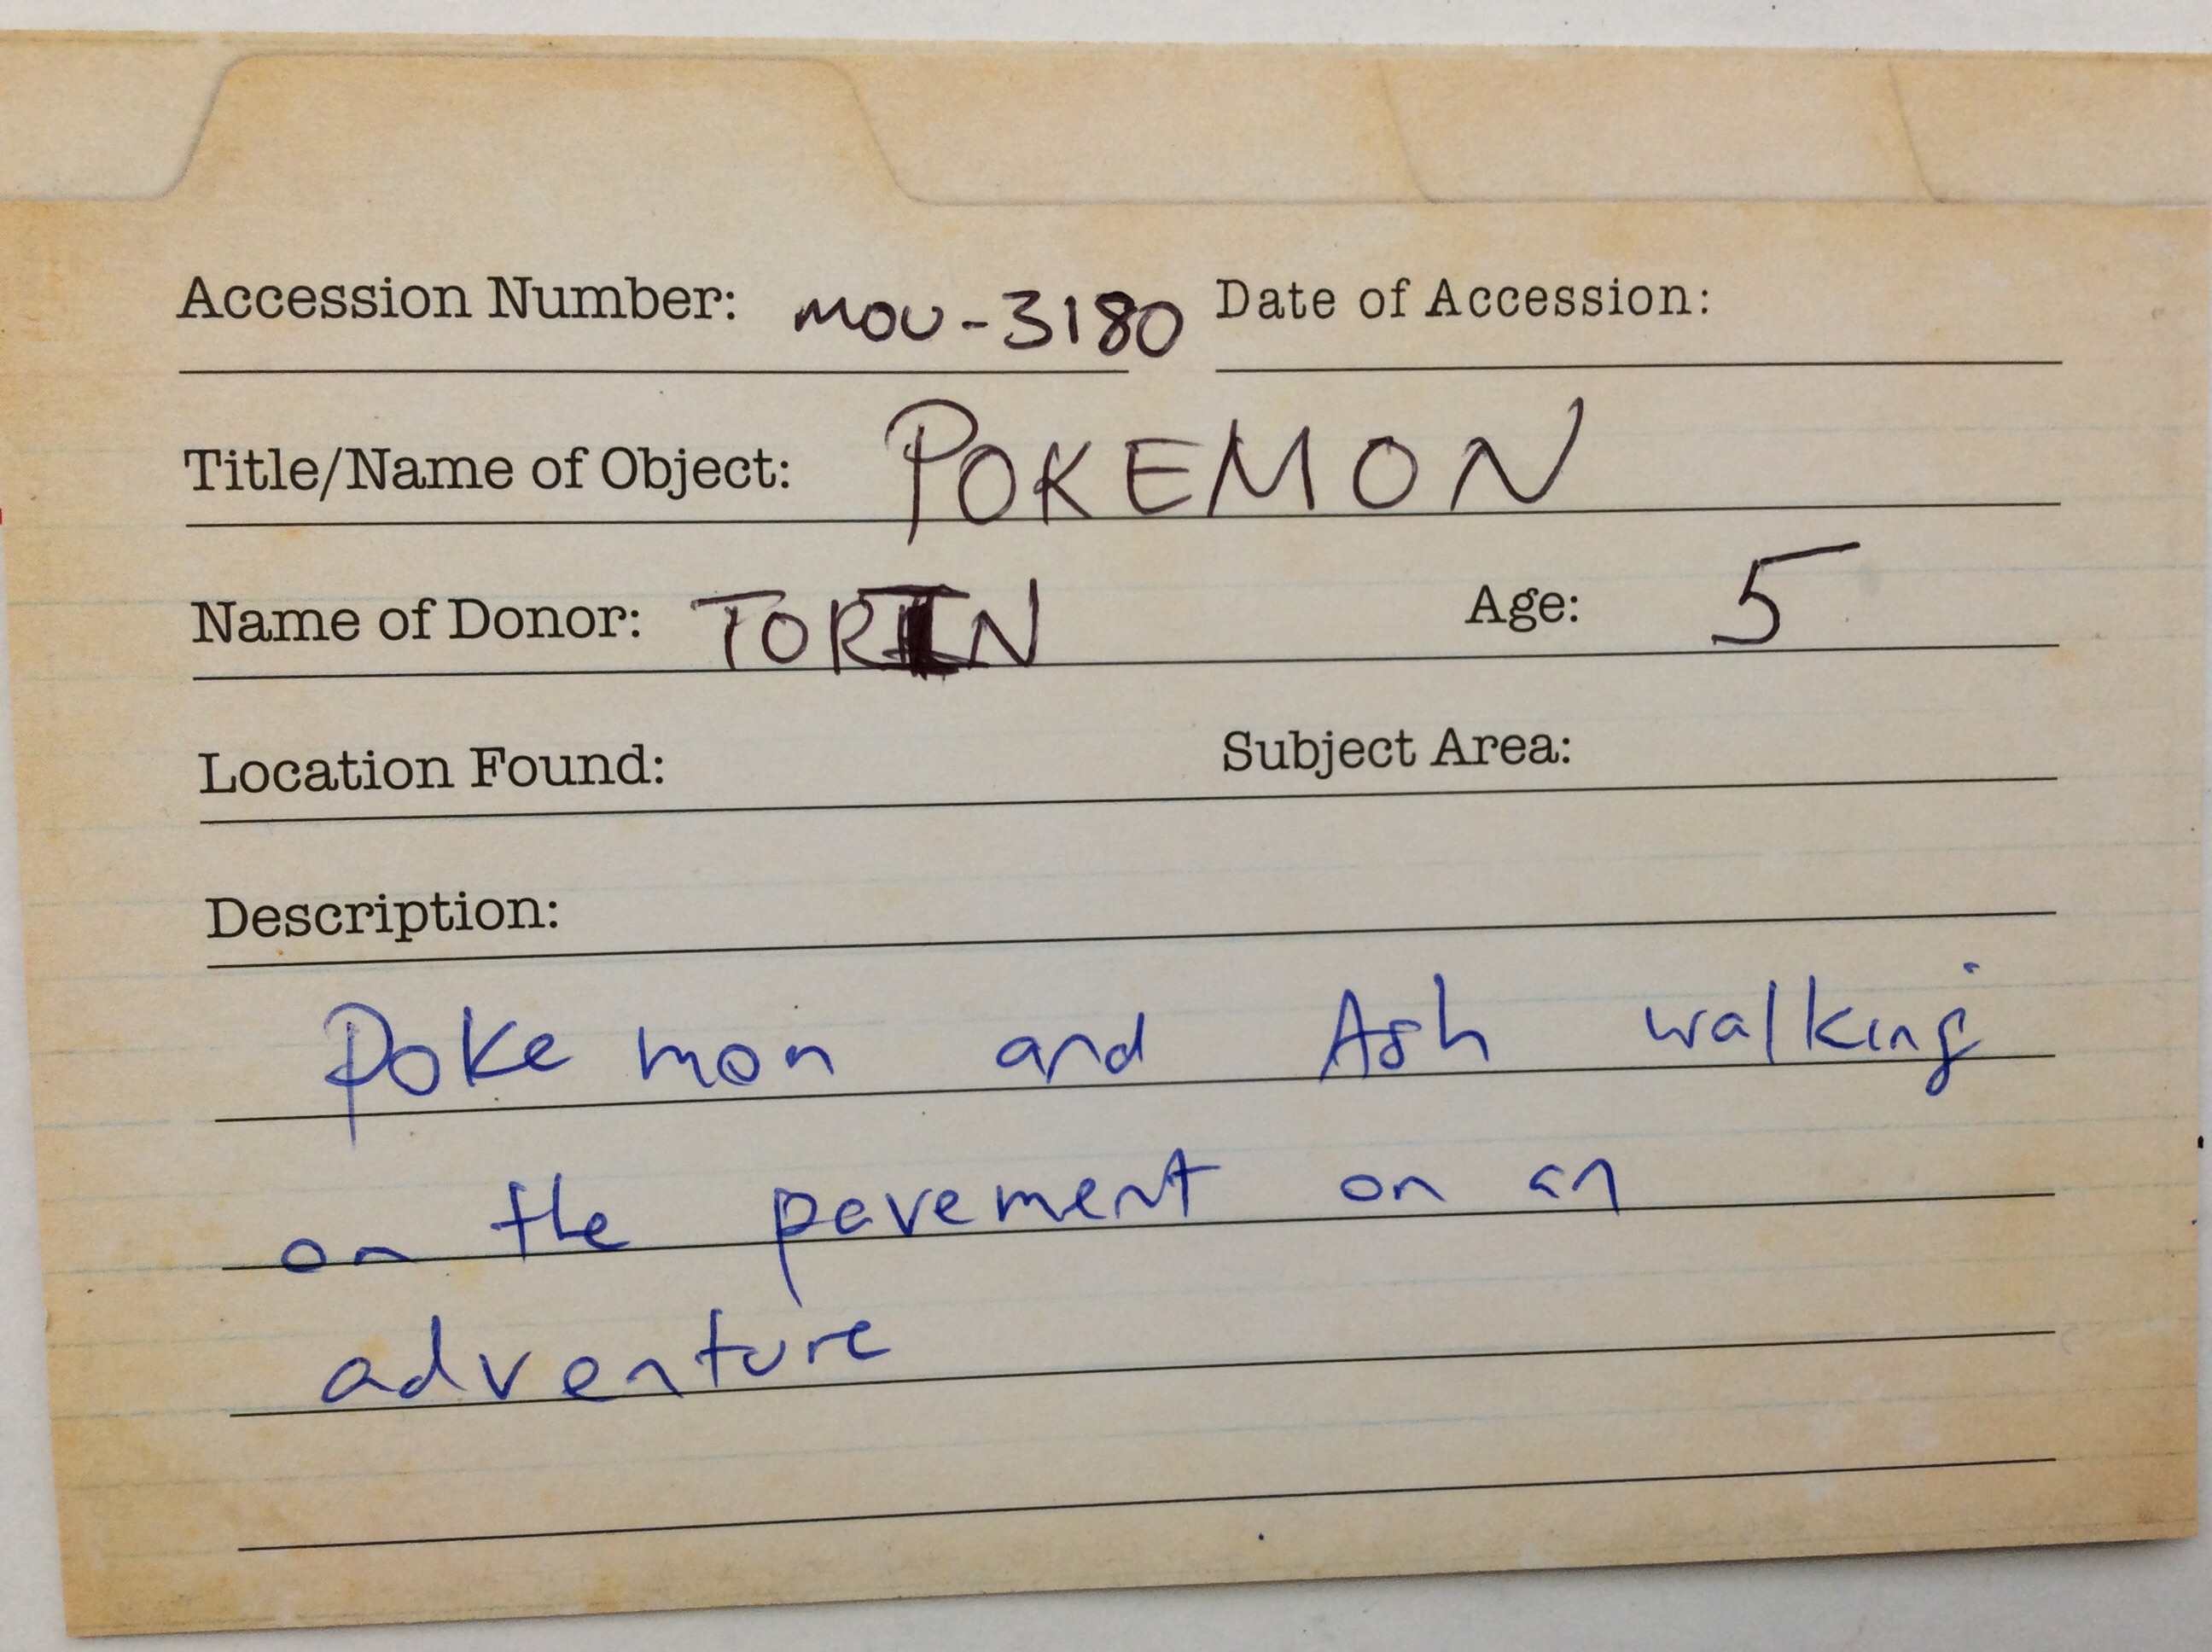 Accession Number: MOU-3180 Date of Accession:
Title/Name of Object: POKEMON
Name of Donor: TORIN Age: 5
Location Found: Subject Area:
Description:
Poke mon and Ash walking
on the pavement on an
adventure